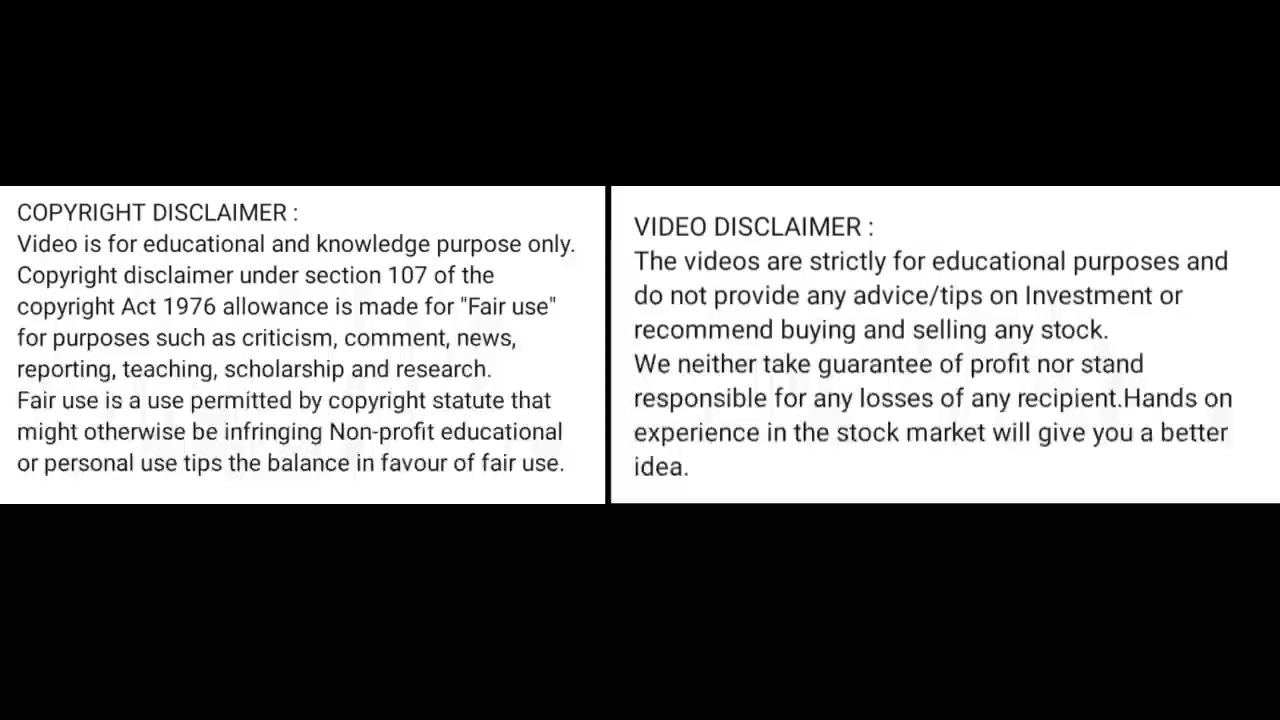 COPYRIGHT DISCLAIMER :
Video is for educational and knowledge purpose only.
Copyright disclaimer under section 107 of the
copyright Act 1976 allowance is made for "Fair use"
for purposes such as criticism, comment, news,
reporting, teaching, scholarship and research.
Fair use is a use permitted by copyright statute that
might otherwise be infringing Non-profit educational
or personal use tips the balance in favour of fair use.
VIDEO DISCLAIMER :
The videos are strictly for educational purposes and
do not provide any advice/tips on Investment or
recommend buying and selling any stock.
We neither take guarantee of profit nor stand
responsible for any losses of any recipient.Hands on
experience in the stock market will give you a better
idea.